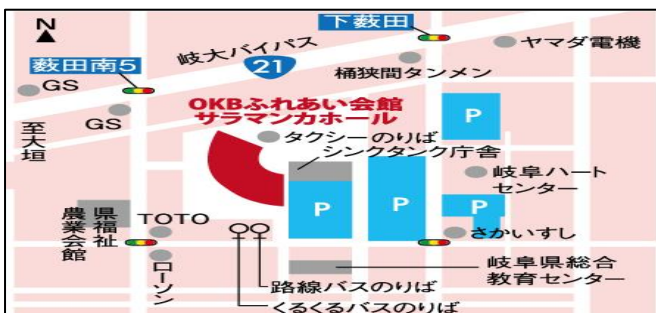 N
下薮田
岐大バイパス
ヤマダ電機
薮田南5
21
桶狭間タンメン
GS
GS
至大垣
OKBふれあい会館
サラマンカホール
P
タクシーのりば
シンクタンク庁舎
岐阜ハート
センター
P
P
P
県福祉
農業会館
TOTO
さかいすし
ローソン
路線バスのりば
くるくるバスのりば
岐阜県総合
教育センター